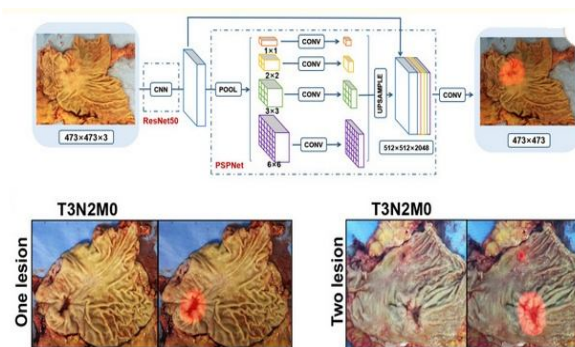 1×1
CONV
2×2
CONV
CNN
POOL
3×3
CONV
UPSAMPLE
CONV
ResNet50
473×473×3
6×6
CONV
PSPNet
512×512×2048
473×473
T3N2M0
T3N2M0
One lesion
Two lesion